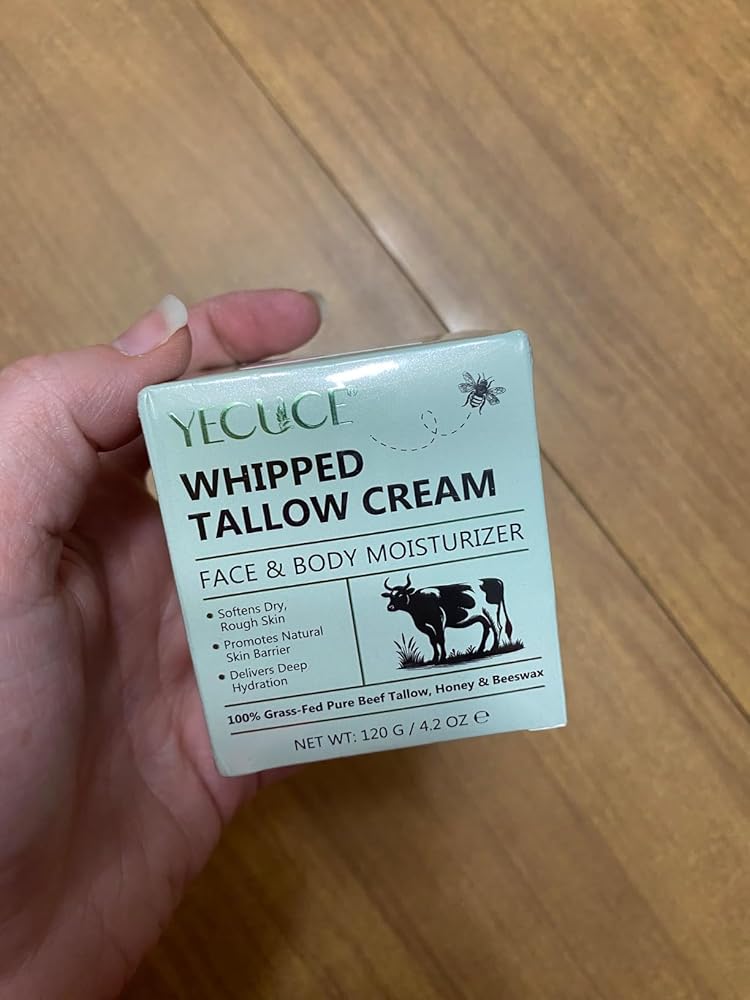 YECUCE®
WHIPPED
TALLOW CREAM
FACE & BODY MOISTURIZER
• Softens Dry,
Rough Skin
• Promotes Natural
Skin Barrier
• Delivers Deep
Hydration
100% Grass-Fed Pure Beef Tallow, Honey & Beeswax
NET WT: 120 G / 4.2 OZ ℮